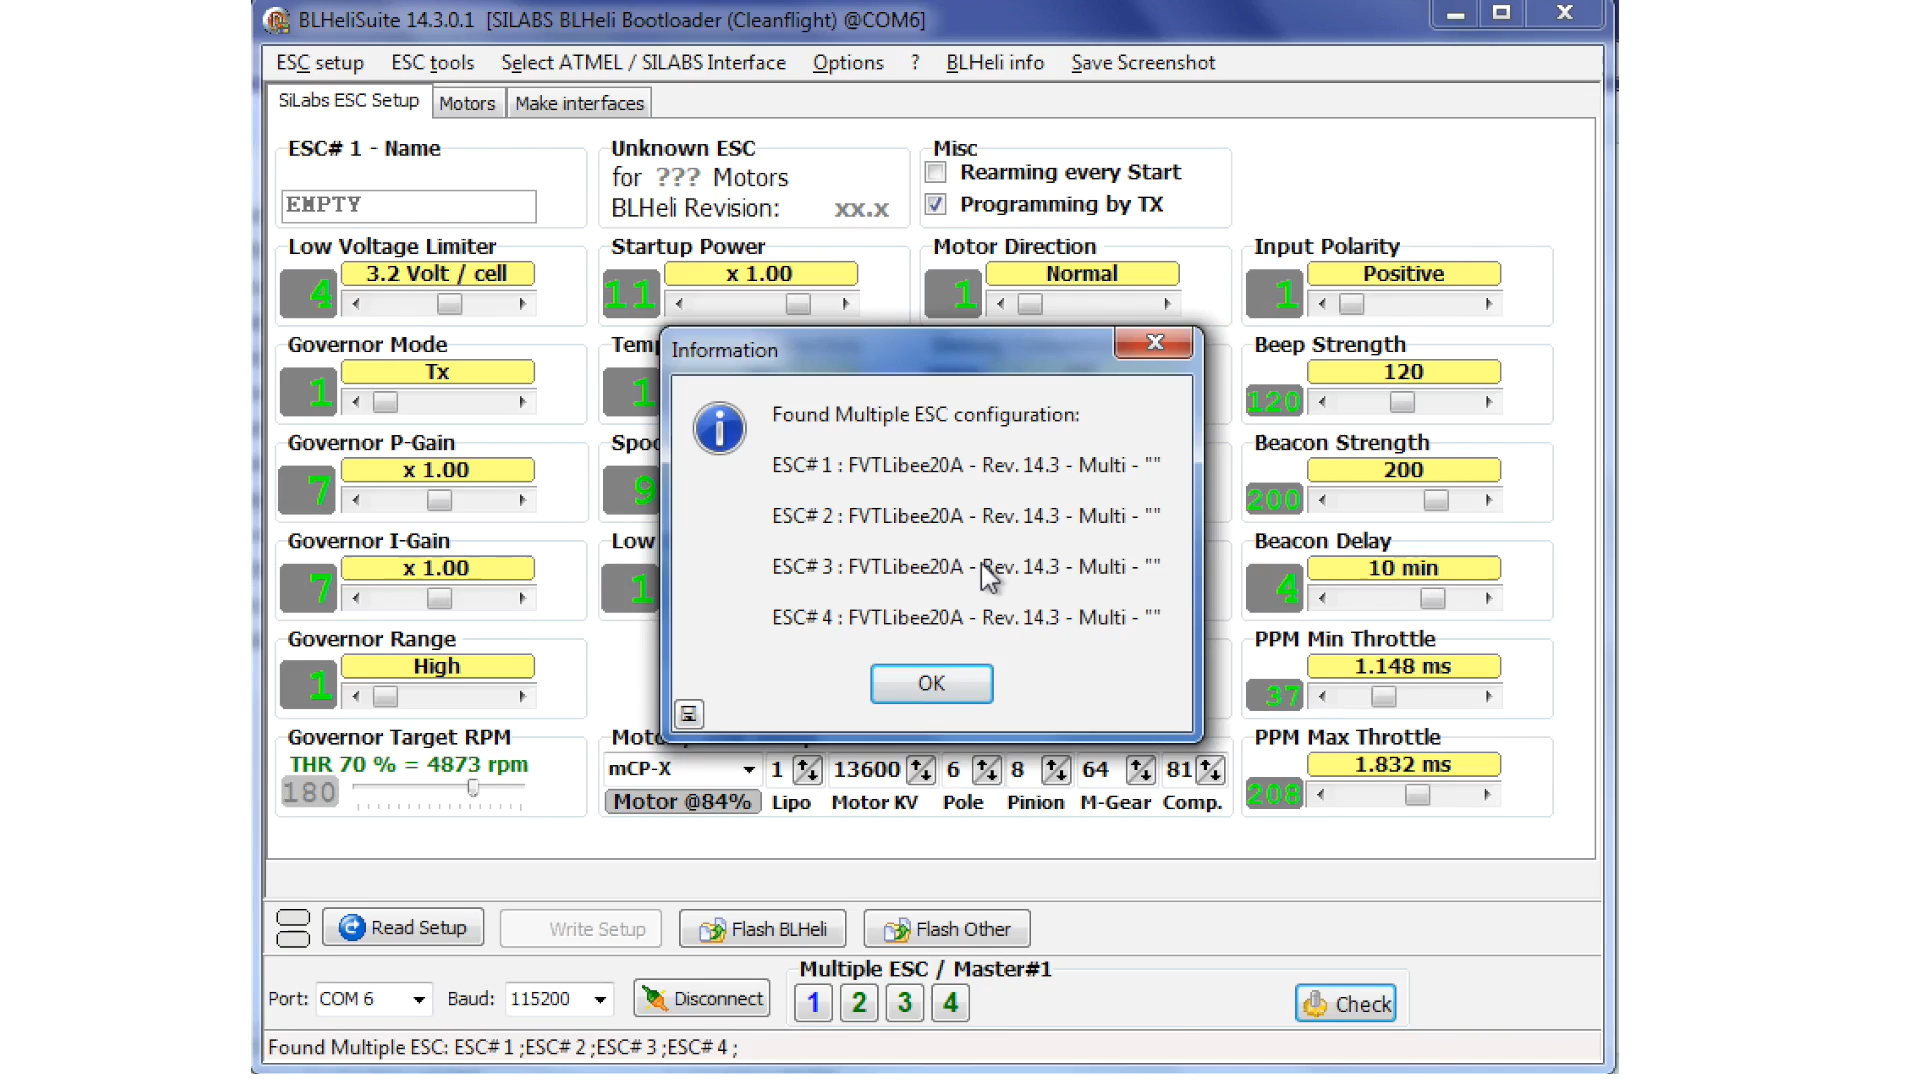 BLHeliSuite 14.3.0.1 [SILABS BLHeli Bootloader (Cleanflight) @COM6]
ESC setup ESC tools Select ATMEL / SILABS Interface Options ? BLHeli info Save Screenshot
SiLabs ESC Setup Motors Make interfaces
ESC# 1 - Name
EMPTY
Unknown ESC
for ??? Motors
BLHeli Revision: xx.x
Misc
Rearming every Start
Programming by TX
Low Voltage Limiter
4 3.2 Volt / cell
Startup Power
11 x 1.00
Motor Direction
1 Normal
Input Polarity
1 Positive
Governor Mode
1 Tx
Temp
1
Beep Strength
120 120
Governor P-Gain
7 x 1.00
Spoo
9
Beacon Strength
200 200
Governor I-Gain
7 x 1.00
Low
1
Beacon Delay
4 10 min
Governor Range
1 High
PPM Min Throttle
37 1.148 ms
Governor Target RPM
THR 70 % = 4873 rpm
180
mCP-X 1 13600 6 8 64 81
Motor @84% Lipo Motor KV Pole Pinion M-Gear Comp.
PPM Max Throttle
208 1.832 ms
Information
Found Multiple ESC configuration:
ESC# 1 : FVTLibee20A - Rev. 14.3 - Multi - ""
ESC# 2 : FVTLibee20A - Rev. 14.3 - Multi - ""
ESC# 3 : FVTLibee20A - Rev. 14.3 - Multi - ""
ESC# 4 : FVTLibee20A - Rev. 14.3 - Multi - ""
OK
Read Setup Write Setup Flash BLHeli Flash Other
Port: COM 6 Baud: 115200 Disconnect
Multiple ESC / Master#1
1 2 3 4 Check
Found Multiple ESC: ESC# 1 ;ESC# 2 ;ESC# 3 ;ESC# 4 ;